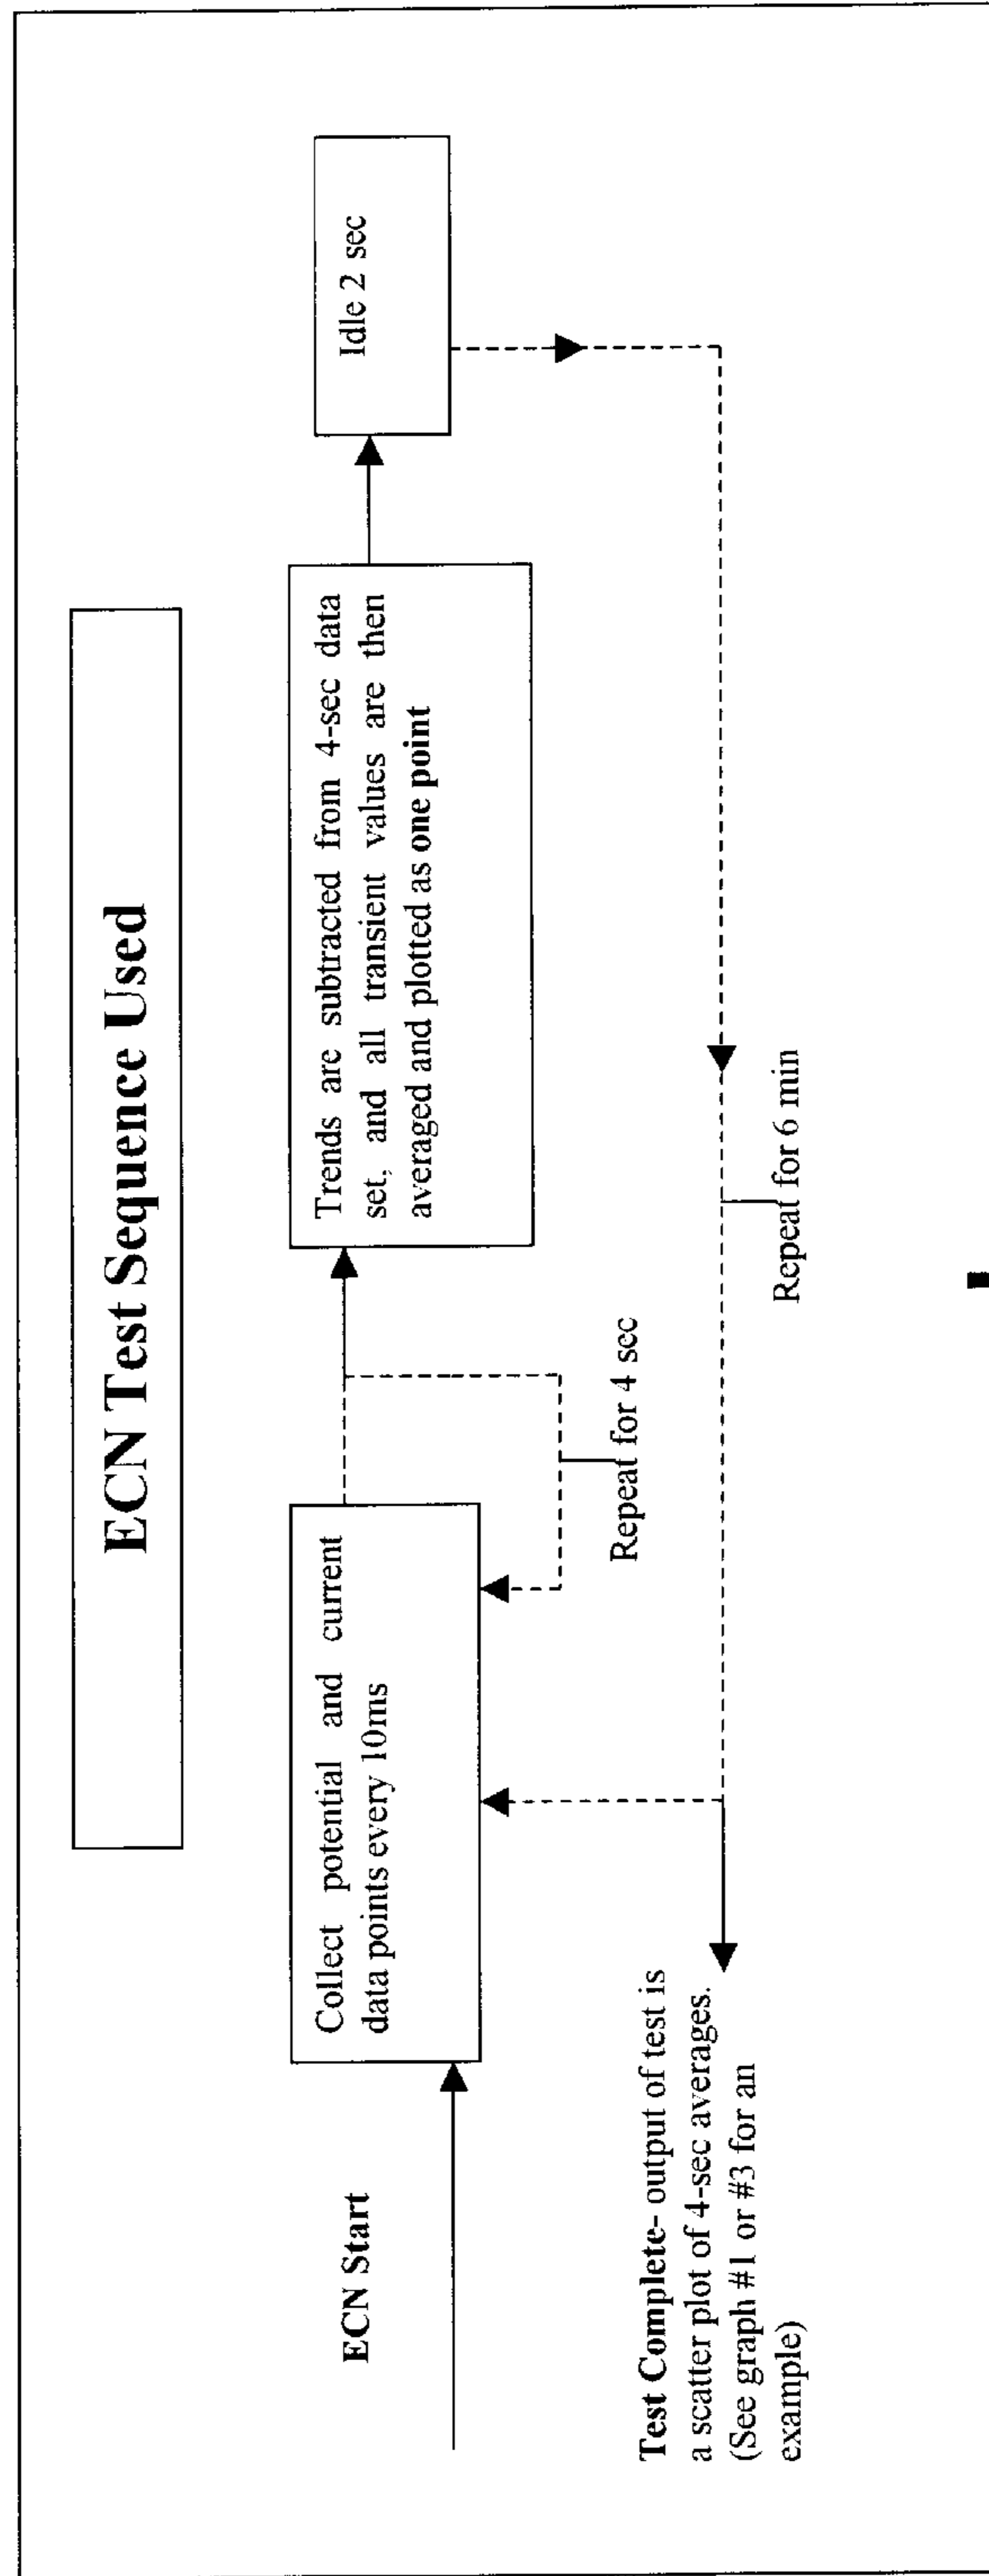 ECN Test Sequence Used
ECN Start
Collect potential and current
data points every 10ms
Repeat for 4 sec
Trends are subtracted from 4-sec data
set, and all transient values are then
averaged and plotted as one point
Idle 2 sec
Repeat for 6 min
Test Complete- output of test is
a scatter plot of 4-sec averages.
(See graph #1 or #3 for an
example)